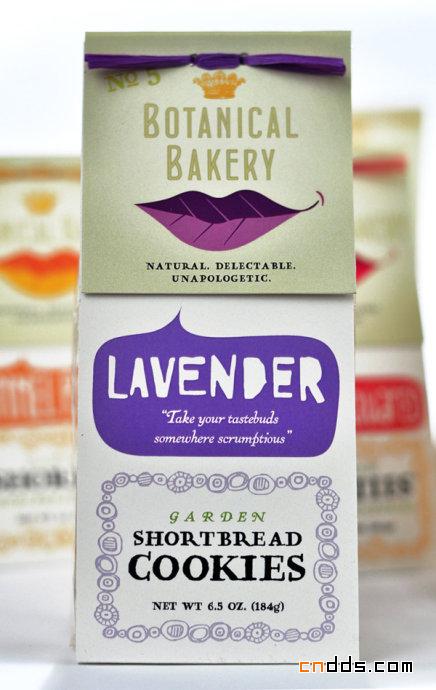 No 5
BOTANICAL
BAKERY
NATURAL. DELECTABLE.
UNAPOLOGETIC.
LAVENDER
“Take your tastebuds
somewhere scrumptious”
GARDEN
SHORTBREAD
COOKIES
NET WT 6.5 OZ. (184g)
cndds.com